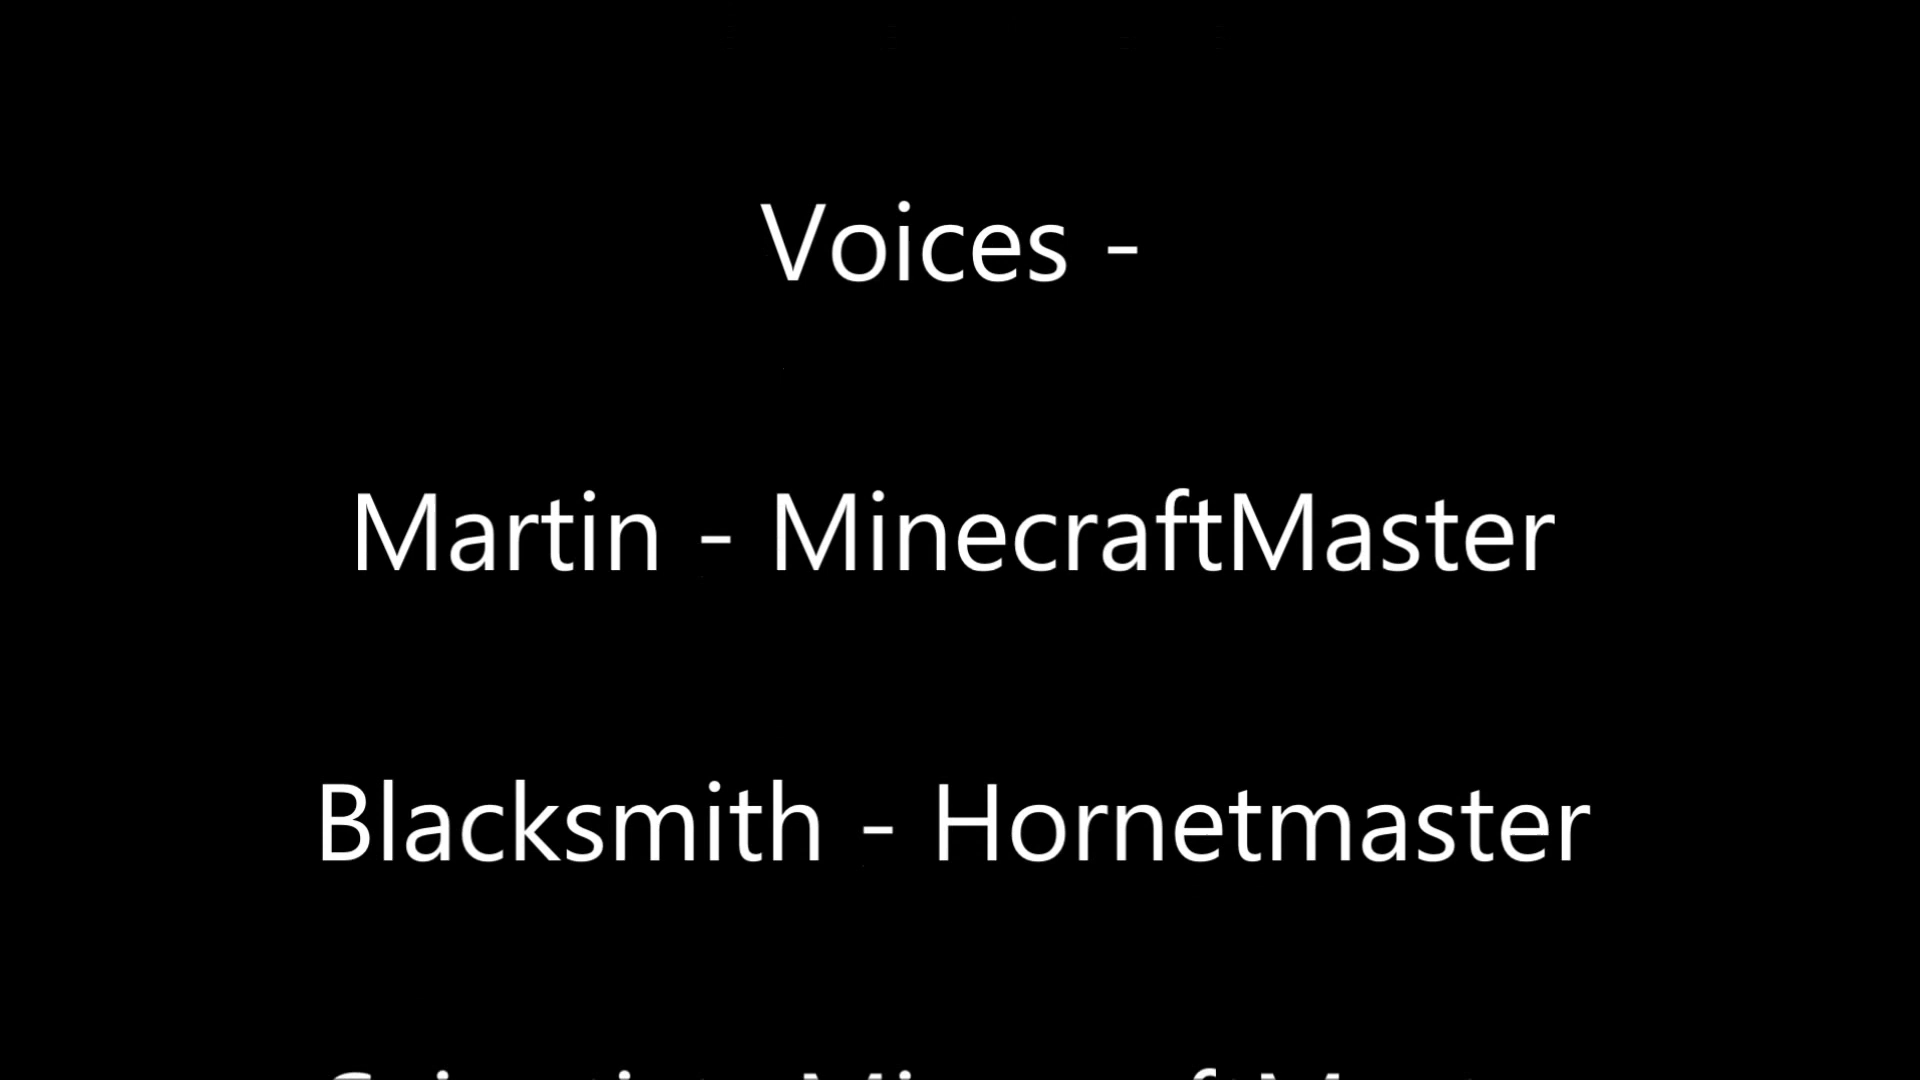 Voices -
Martin - MinecraftMaster
Blacksmith - Hornetmaster